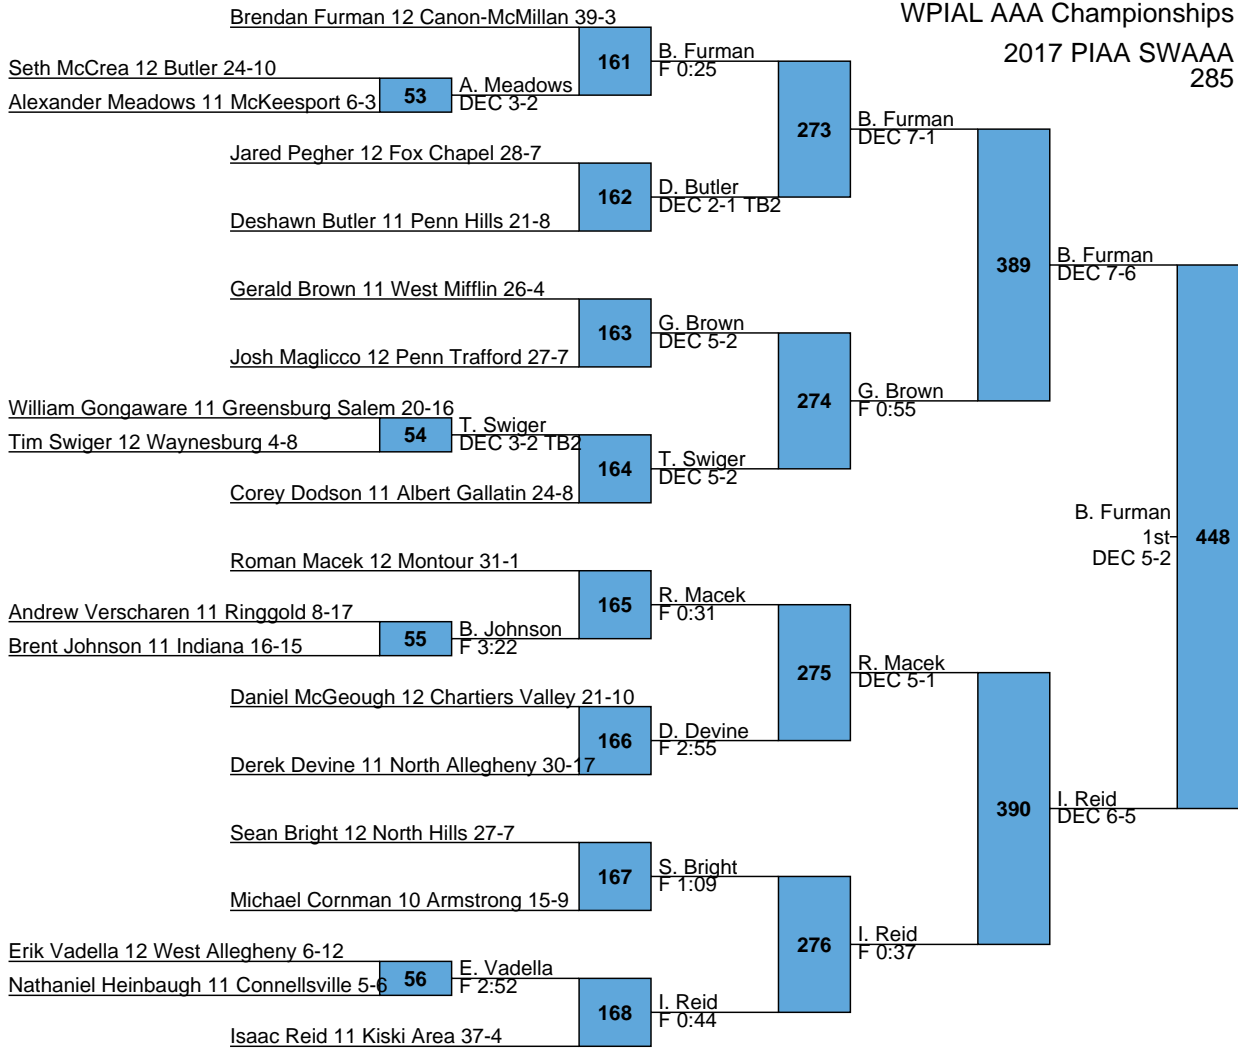 WPIAL AAA Championships
2017 PIAA SWAAA
285
Brendan Furman 12 Canon-McMillan 39-3
161
B. Furman
F 0:25
Seth McCrea 12 Butler 24-10
53
A. Meadows
DEC 3-2
Alexander Meadows 11 McKeesport 6-3
273
B. Furman
DEC 7-1
Jared Pegher 12 Fox Chapel 28-7
162
D. Butler
DEC 2-1 TB2
Deshawn Butler 11 Penn Hills 21-8
389
B. Furman
DEC 7-6
Gerald Brown 11 West Mifflin 26-4
163
G. Brown
DEC 5-2
Josh Maglicco 12 Penn Trafford 27-7
274
G. Brown
F 0:55
William Gongaware 11 Greensburg Salem 20-16
54
T. Swiger
DEC 3-2 TB2
Tim Swiger 12 Waynesburg 4-8
164
T. Swiger
DEC 5-2
Corey Dodson 11 Albert Gallatin 24-8
B. Furman
1st
DEC 5-2
448
Roman Macek 12 Montour 31-1
165
R. Macek
F 0:31
Andrew Verscharen 11 Ringgold 8-17
55
B. Johnson
F 3:22
Brent Johnson 11 Indiana 16-15
275
R. Macek
DEC 5-1
Daniel McGeough 12 Chartiers Valley 21-10
166
D. Devine
F 2:55
Derek Devine 11 North Allegheny 30-17
390
I. Reid
DEC 6-5
Sean Bright 12 North Hills 27-7
167
S. Bright
F 1:09
Michael Cornman 10 Armstrong 15-9
276
I. Reid
F 0:37
Erik Vadella 12 West Allegheny 6-12
56
E. Vadella
F 2:52
Nathaniel Heinbaugh 11 Connellsville 5-6
168
I. Reid
F 0:44
Isaac Reid 11 Kiski Area 37-4